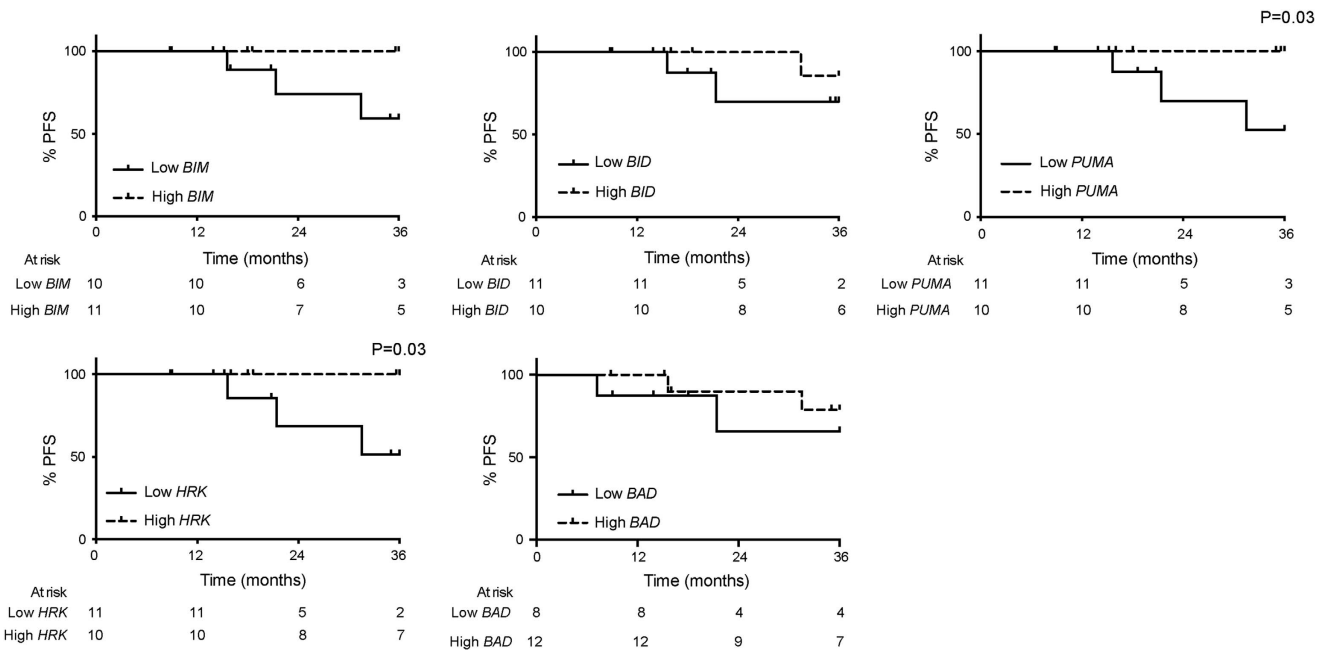 P=0.03
100
50
0
% PFS
Low BIM
High BIM
0 12 24 36
Time (months)
At risk
Low BIM 10 10 6 3
High BIM 11 10 7 5
100
50
0
% PFS
Low BID
High BID
0 12 24 36
Time (months)
At risk
Low BID 11 11 5 2
High BID 10 10 8 6
100
50
0
% PFS
Low PUMA
High PUMA
0 12 24 36
Time (months)
At risk
Low PUMA 11 11 5 3
High PUMA 10 10 8 5
P=0.03
100
50
0
% PFS
Low HRK
High HRK
0 12 24 36
Time (months)
At risk
Low HRK 11 11 5 2
High HRK 10 10 8 7
100
50
0
% PFS
Low BAD
High BAD
0 12 24 36
Time (months)
At risk
Low BAD 8 8 4 4
High BAD 12 12 9 7